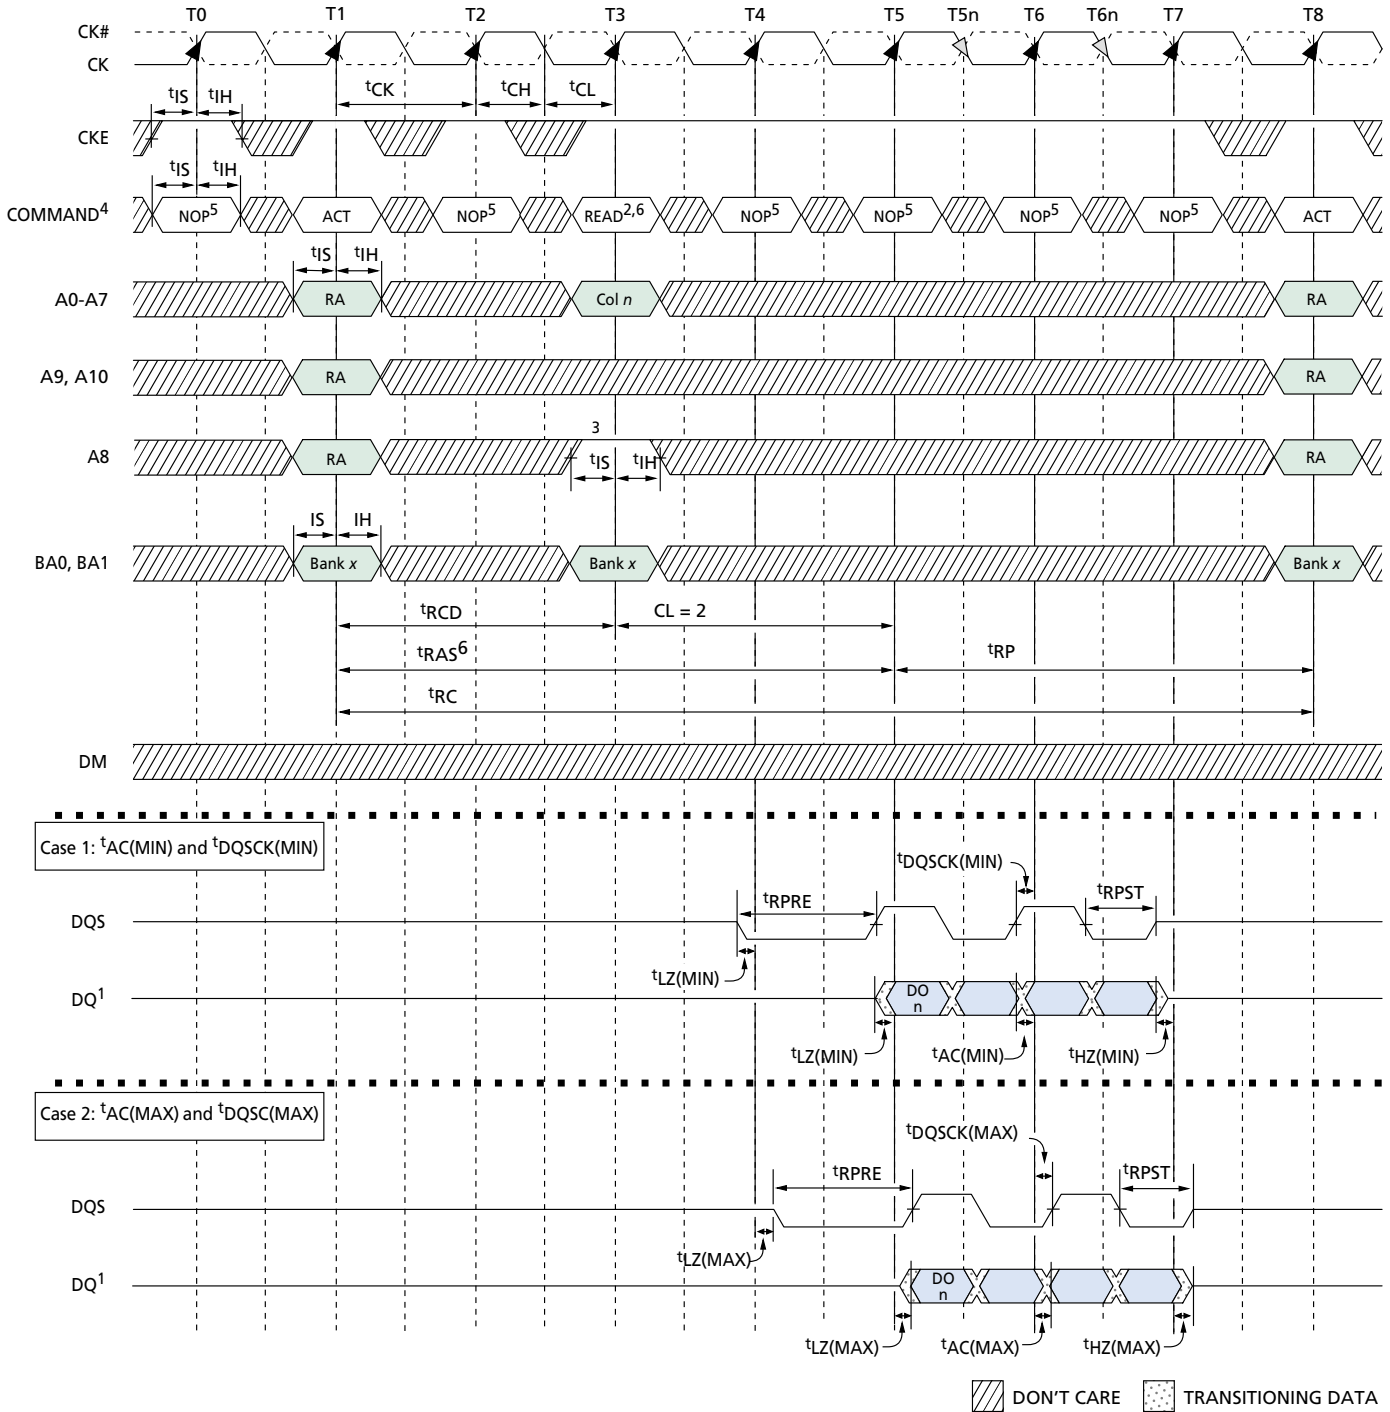 T0 T1 T2 T3 T4 T5 T5n T6 T6n T7 T8
CK#
CK
tCK tCH tCL
tIS tIH
CKE
tIS tIH
COMMAND4 NOP5 ACT NOP5 READ2,6 NOP5 NOP5 NOP5 NOP5 ACT
tIS tIH
A0-A7 RA Col n RA
A9, A10 RA RA
3
A8 RA RA
tIS tIH
IS IH
BA0, BA1 Bank x Bank x Bank x
tRCD CL = 2
tRAS6 tRP
tRC
DM
Case 1: tAC(MIN) and tDQSCK(MIN)
tDQSCK(MIN)
tRPRE tRPST
DQS
tLZ(MIN)
DQ1 DO
n
tLZ(MIN) tAC(MIN) tHZ(MIN)
Case 2: tAC(MAX) and tDQSC(MAX)
tDQSCK(MAX)
tRPRE tRPST
DQS
tLZ(MAX)
DQ1 DO
n
tLZ(MAX) tAC(MAX) tHZ(MAX)
DON'T CARE TRANSITIONING DATA